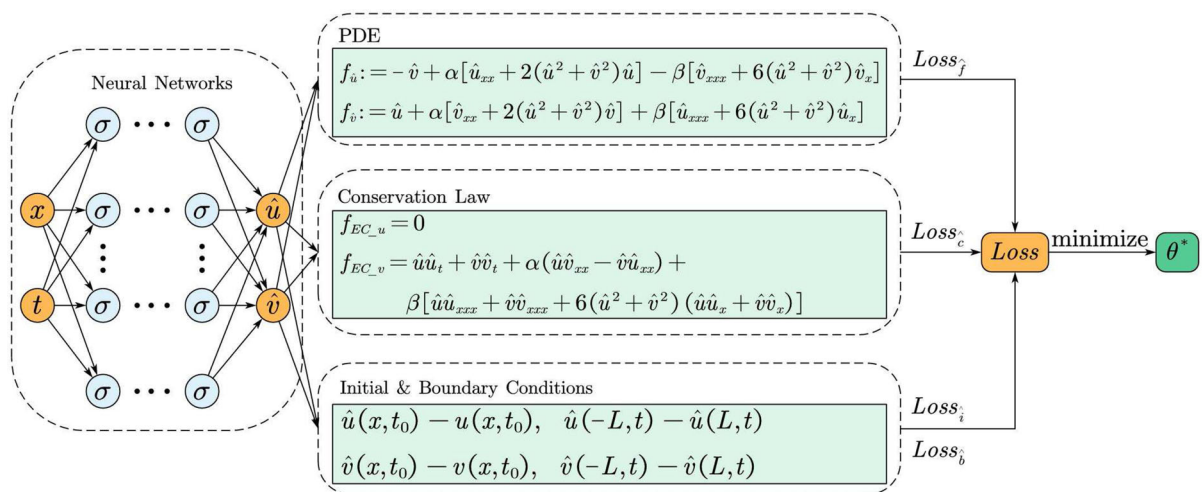 Neural Networks
σ ··· σ
x σ ··· σ û
⋮ ⋮
t σ ··· σ v̂
σ ··· σ
PDE
f_û := -v̂ + α[û_xx + 2(û² + v̂²)û] - β[v̂_xxx + 6(û² + v̂²)v̂_x]
f_v̂ := û + α[v̂_xx + 2(û² + v̂²)v̂] + β[û_xxx + 6(û² + v̂²)û_x]
Conservation Law
f_EC_u = 0
f_EC_v = ûû_t + v̂v̂_t + α(ûv̂_xx - v̂û_xx) +
β[ûû_xxx + v̂v̂_xxx + 6(û² + v̂²)(ûû_x + v̂v̂_x)]
Initial & Boundary Conditions
û(x,t₀) - u(x,t₀), û(-L,t) - û(L,t)
v̂(x,t₀) - v(x,t₀), v̂(-L,t) - v̂(L,t)
Loss_f̂
Loss_ĉ
Loss_î
Loss_b̂
Loss
minimize
θ*